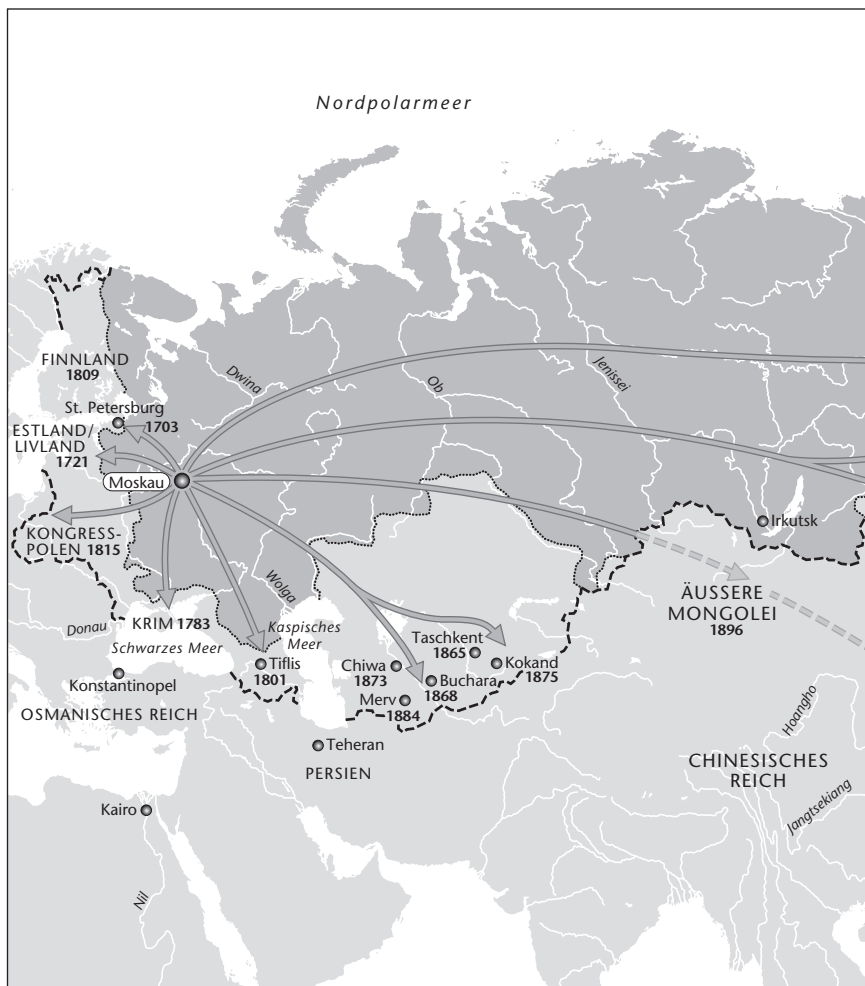 Nordpolarmeer
FINNLAND
1809
Dwina
Ob
Jenissei
St. Petersburg
1703
ESTLAND/
LIVLAND
1721
Moskau
KONGRESS-
POLEN 1815
Irkutsk
ÄUSSERE
MONGOLEI
1896
Wolga
Donau
KRIM 1783
Schwarzes Meer
Kaspisches
Meer
Konstantinopel
Tiflis
1801
Taschkent
1865
Chiwa
1873
Kokand
1875
Buchara
1868
Merv
1884
OSMANISCHES REICH
Teheran
PERSIEN
Hoangho
CHINESISCHES
REICH
Jangtsekiang
Kairo
Nil